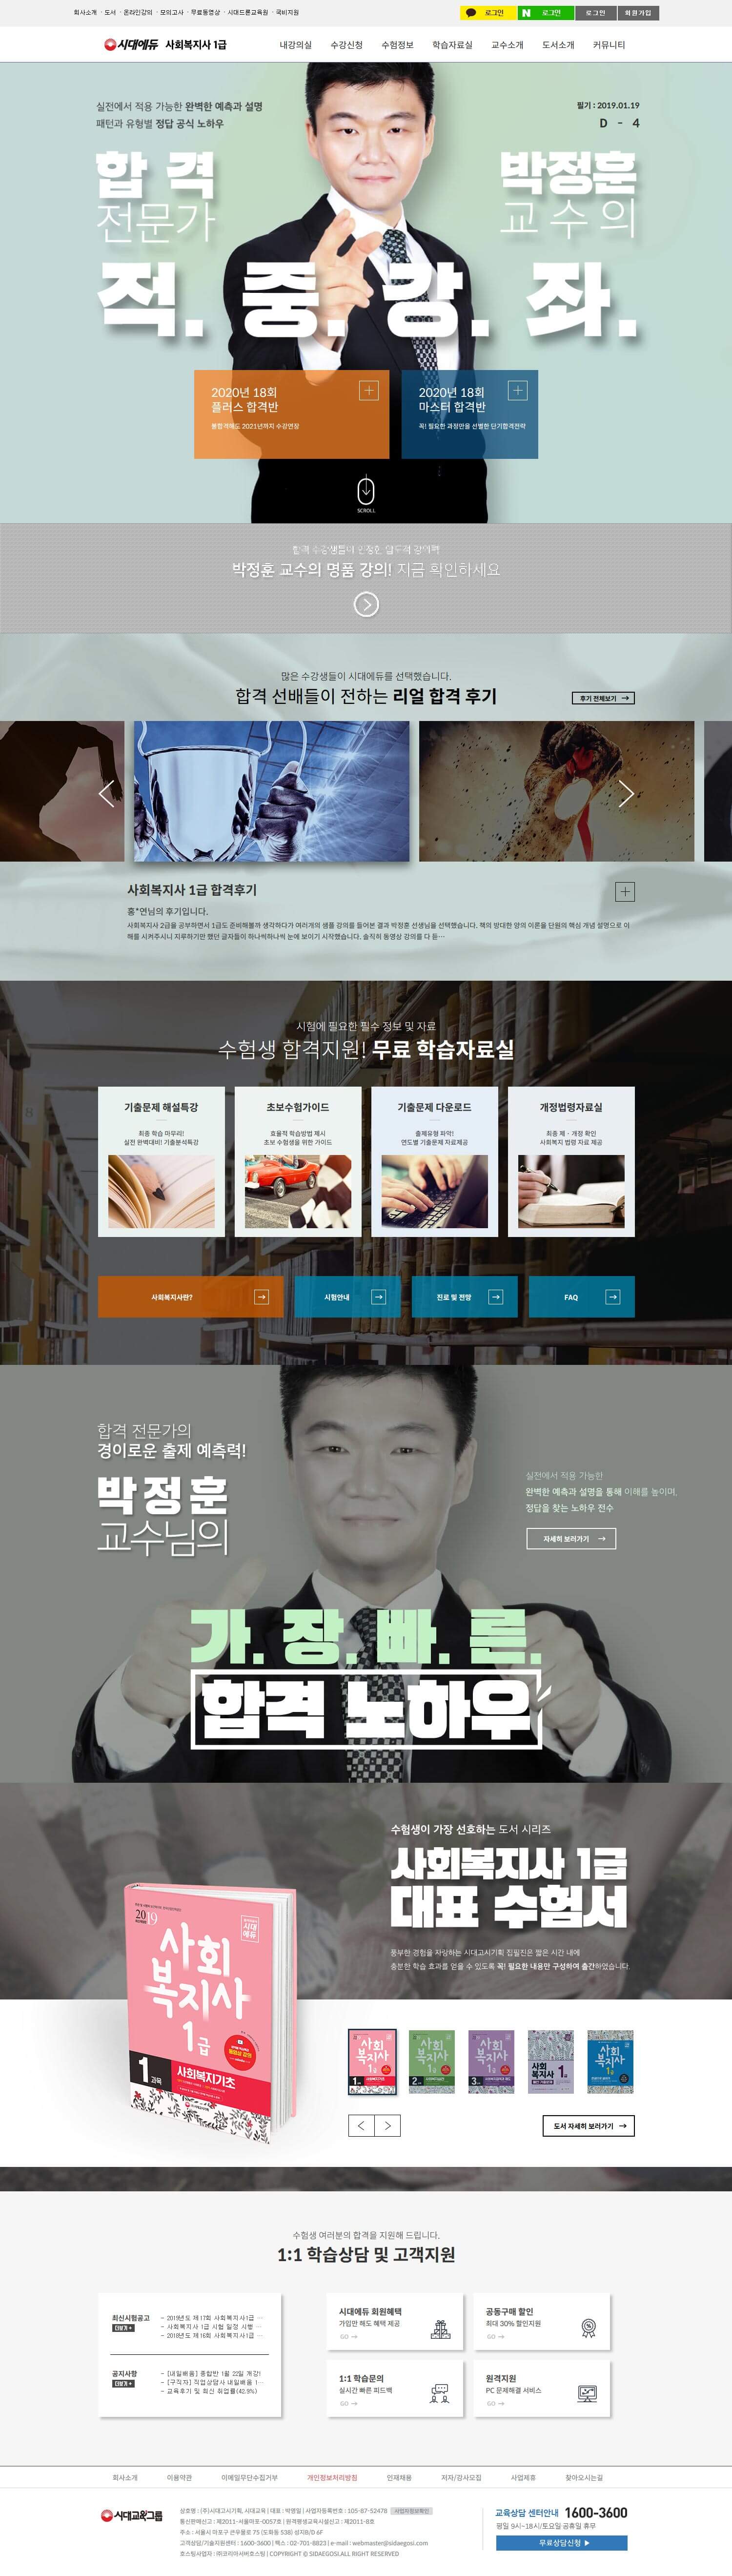 회사소개 · 도서 · 온라인강의 · 모의고사 · 무료동영상 · 시대드론교육원 · 국비지원
로그인 N 로그인 로그인 회원가입
시대에듀 사회복지사 1급
내강의실 수강신청 수험정보 학습자료실 교수소개 도서소개 커뮤니티
실전에서 적용 가능한 완벽한 예측과 설명
패턴과 유형별 정답 공식 노하우
필기 : 2019.01.19
D - 4
합격
전문가
박정훈
교수의
적.중.강.좌.
2020년 18회
플러스 합격반
불합격해도 2021년까지 수강연장
2020년 18회
마스터 합격반
꼭! 필요한 과정만을 선별한 단기합격전략
SCROLL
박정훈 교수의 명품 강의! 지금 확인하세요
많은 수강생들이 시대에듀를 선택했습니다.
합격 선배들이 전하는 리얼 합격 후기
후기 전체보기 →
사회복지사 1급 합격후기
홍*연님의 후기입니다.
사회복지사 2급을 공부하면서 1급도 준비해볼까 생각하다가 여러개의 샘플 강의를 들어본 결과 박정훈 선생님을 선택했습니다. 책의 방대한 양의 이론을 단원의 핵심 개념 설명으로 이
해를 시켜주시니 지루하기만 했던 글자들이 하나씩하나씩 눈에 보이기 시작했습니다. 솔직히 동영상 강의를 다 듣…
시험에 필요한 필수 정보 및 자료
수험생 합격지원! 무료 학습자료실
기출문제 해설특강
최종 학습 마무리!
실전 완벽대비! 기출분석특강
초보수험가이드
효율적 학습방법 제시
초보 수험생을 위한 가이드
기출문제 다운로드
출제유형 파악!
연도별 기출문제 자료제공
개정법령자료실
최종 제·개정 확인
사회복지 법령 자료 제공
사회복지사란? →
시험안내 →
진로 및 전망 →
FAQ →
합격 전문가의
경이로운 출제 예측력!
박정훈
교수님의
실전에서 적용 가능한
완벽한 예측과 설명을 통해 이해를 높이며,
정답을 찾는 노하우 전수
자세히 보러가기 →
가.장.빠.른.
합격 노하우
수험생이 가장 선호하는 도서 시리즈
사회복지사 1급
대표 수험서
풍부한 경험을 자랑하는 시대고시기획 집필진은 짧은 시간 내에
충분한 학습 효과를 얻을 수 있도록 꼭! 필요한 내용만 구성하여 출간하였습니다.
2019
시대에듀
사회
복지사
1급
1과목
사회복지기초
도서 자세히 보러가기 →
수험생 여러분의 합격을 지원해 드립니다.
1:1 학습상담 및 고객지원
최신시험공고
더보기 +
- 2019년도 제17회 사회복지사1급 …
- 사회복지사 1급 시험 일정 시행 …
- 2018년도 제16회 사회복지사1급 …
공지사항
더보기 +
- [내일배움] 종합반 1월 22일 개강!
- [구직자] 직업상담사 내일배움 1 …
- 교육후기 및 최신 취업률(42.9%)
시대에듀 회원혜택
가입만 해도 혜택 제공
GO →
공동구매 할인
최대 30% 할인지원
GO →
1:1 학습문의
실시간 빠른 피드백
GO →
원격지원
PC 문제해결 서비스
GO →
회사소개 이용약관 이메일무단수집거부 개인정보처리방침 인재채용 저자/강사모집 사업제휴 찾아오시는길
시대교육그룹
상호명 : (주)시대고시기획, 시대교육 | 대표 : 박영일 | 사업자등록번호 : 105-87-52478 사업자정보확인
통신판매신고 : 제2011-서울마포-0057호 | 원격평생교육시설신고 : 제2011-8호
주소 : 서울시 마포구 큰우물로 75 (도화동 538) 성지B/D 6F
고객상담/기술지원센터 : 1600-3600 | 팩스 : 02-701-8823 | e-mail : webmaster@sidaegosi.com
호스팅사업자 : ㈜코리아서버호스팅 | COPYRIGHT © SIDAEGOSI.ALL RIGHT RESERVED
교육상담 센터안내 1600-3600
평일 9시~18시/토요일 공휴일 휴무
무료상담신청 ▶